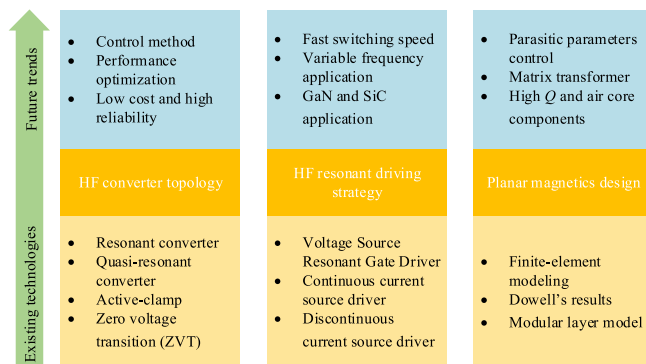 Future trends
• Control method
• Performance
optimization
• Low cost and high
reliability
• Fast switching speed
• Variable frequency
application
• GaN and SiC
application
• Parasitic parameters
control
• Matrix transformer
• High Q and air core
components
HF converter topology
HF resonant driving
strategy
Planar magnetics design
Existing technologies
• Resonant converter
• Quasi-resonant
converter
• Active-clamp
• Zero voltage
transition (ZVT)
• Voltage Source
Resonant Gate Driver
• Continuous current
source driver
• Discontinuous
current source driver
• Finite-element
modeling
• Dowell’s results
• Modular layer model